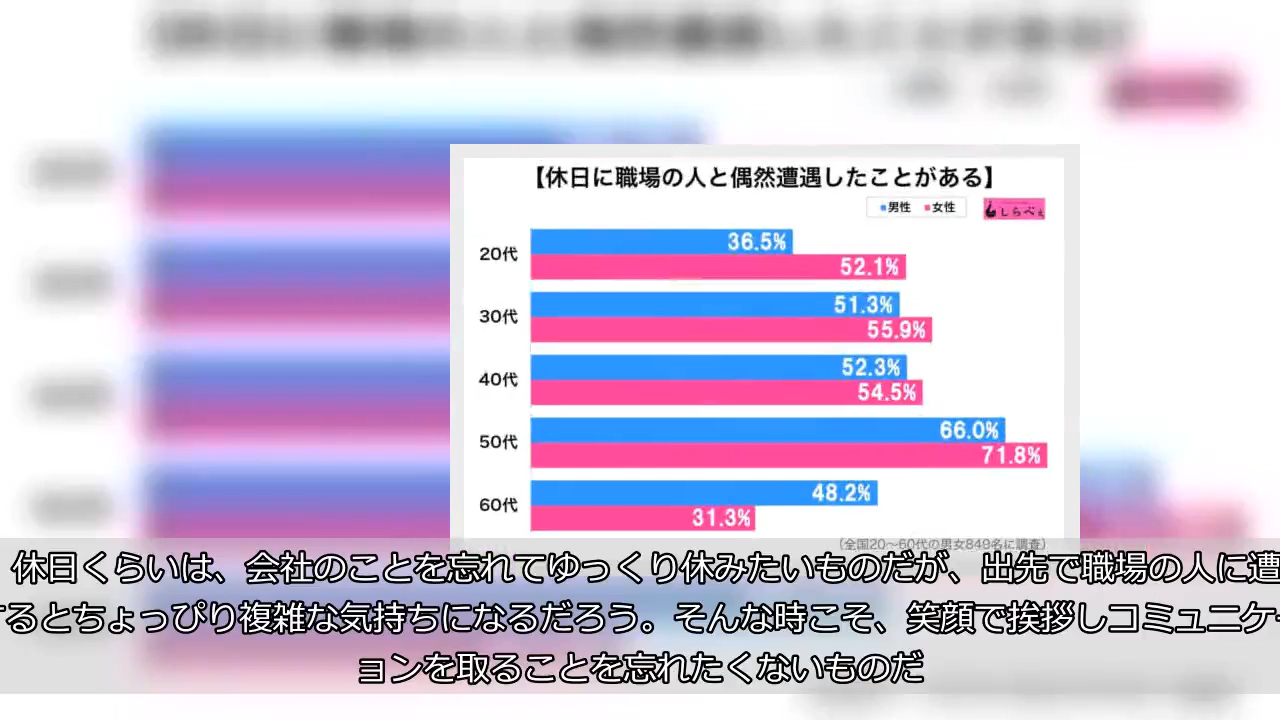 【休日に職場の人と偶然遭遇したことがある】
男性 女性
しらべぇ
20代 36.5%
52.1%
30代 51.3%
55.9%
40代 52.3%
54.5%
50代 66.0%
71.8%
60代 48.2%
31.3%
(全国20〜60代の男女849名に調査)
休日くらいは、会社のことを忘れてゆっくり休みたいものだが、出先で職場の人に遭
するとちょっぴり複雑な気持ちになるだろう。そんな時こそ、笑顔で挨拶しコミュニケー
ョンを取ることを忘れたくないものだ